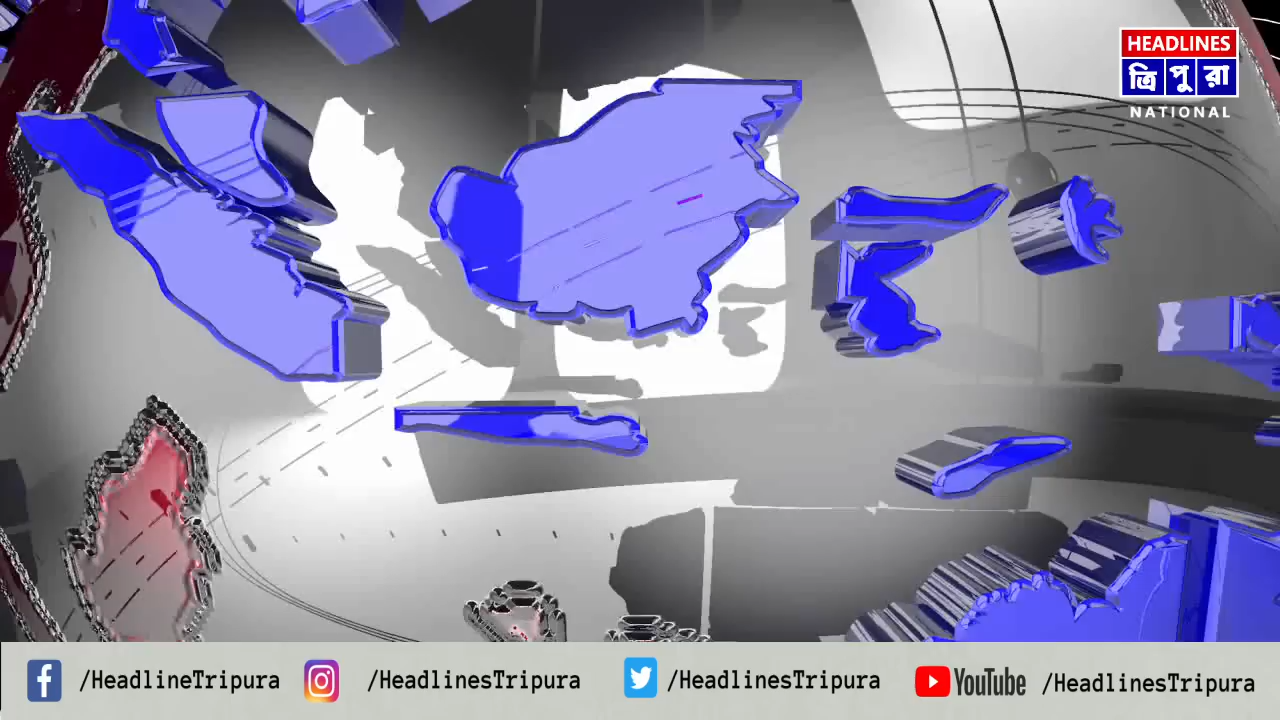 HEADLINES
ত্রিপুরা
NATIONAL
/HeadlineTripura /HeadlinesTripura /HeadlinesTripura YouTube /HeadlinesTripura